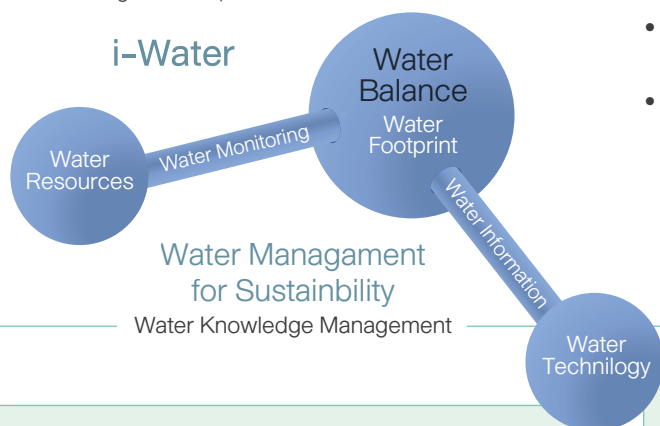 i-Water
Water
Balance
Water
Footprint
Water Monitoring
Water
Resources
Water Information
Water Managament
for Sustainbility
Water Knowledge Management
Water
Technilogy